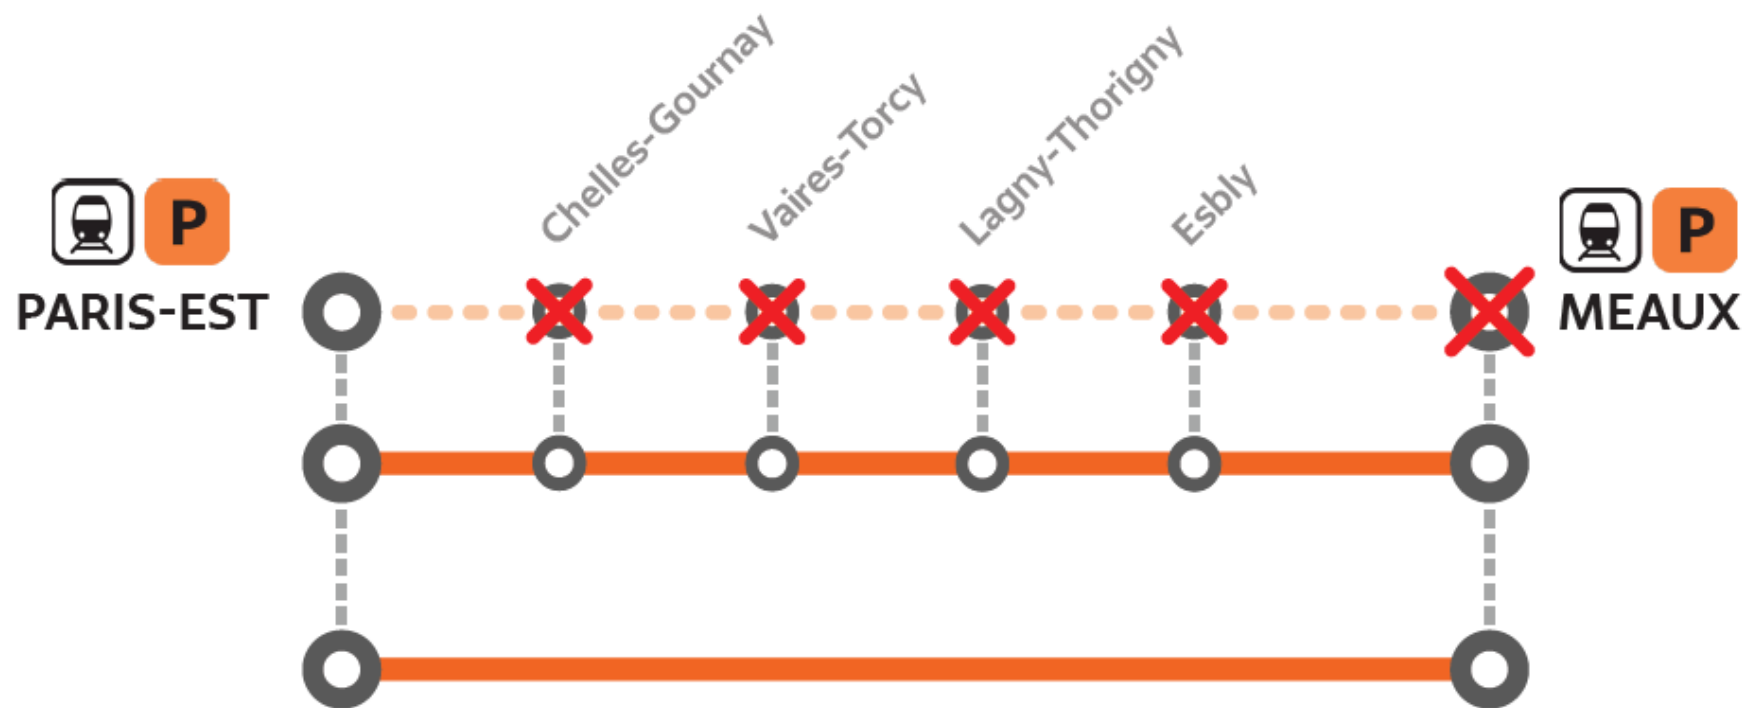 Chelles-Gournay
Vaires-Torcy
Lagny-Thorigny
Esbly
P
PARIS-EST
P
MEAUX